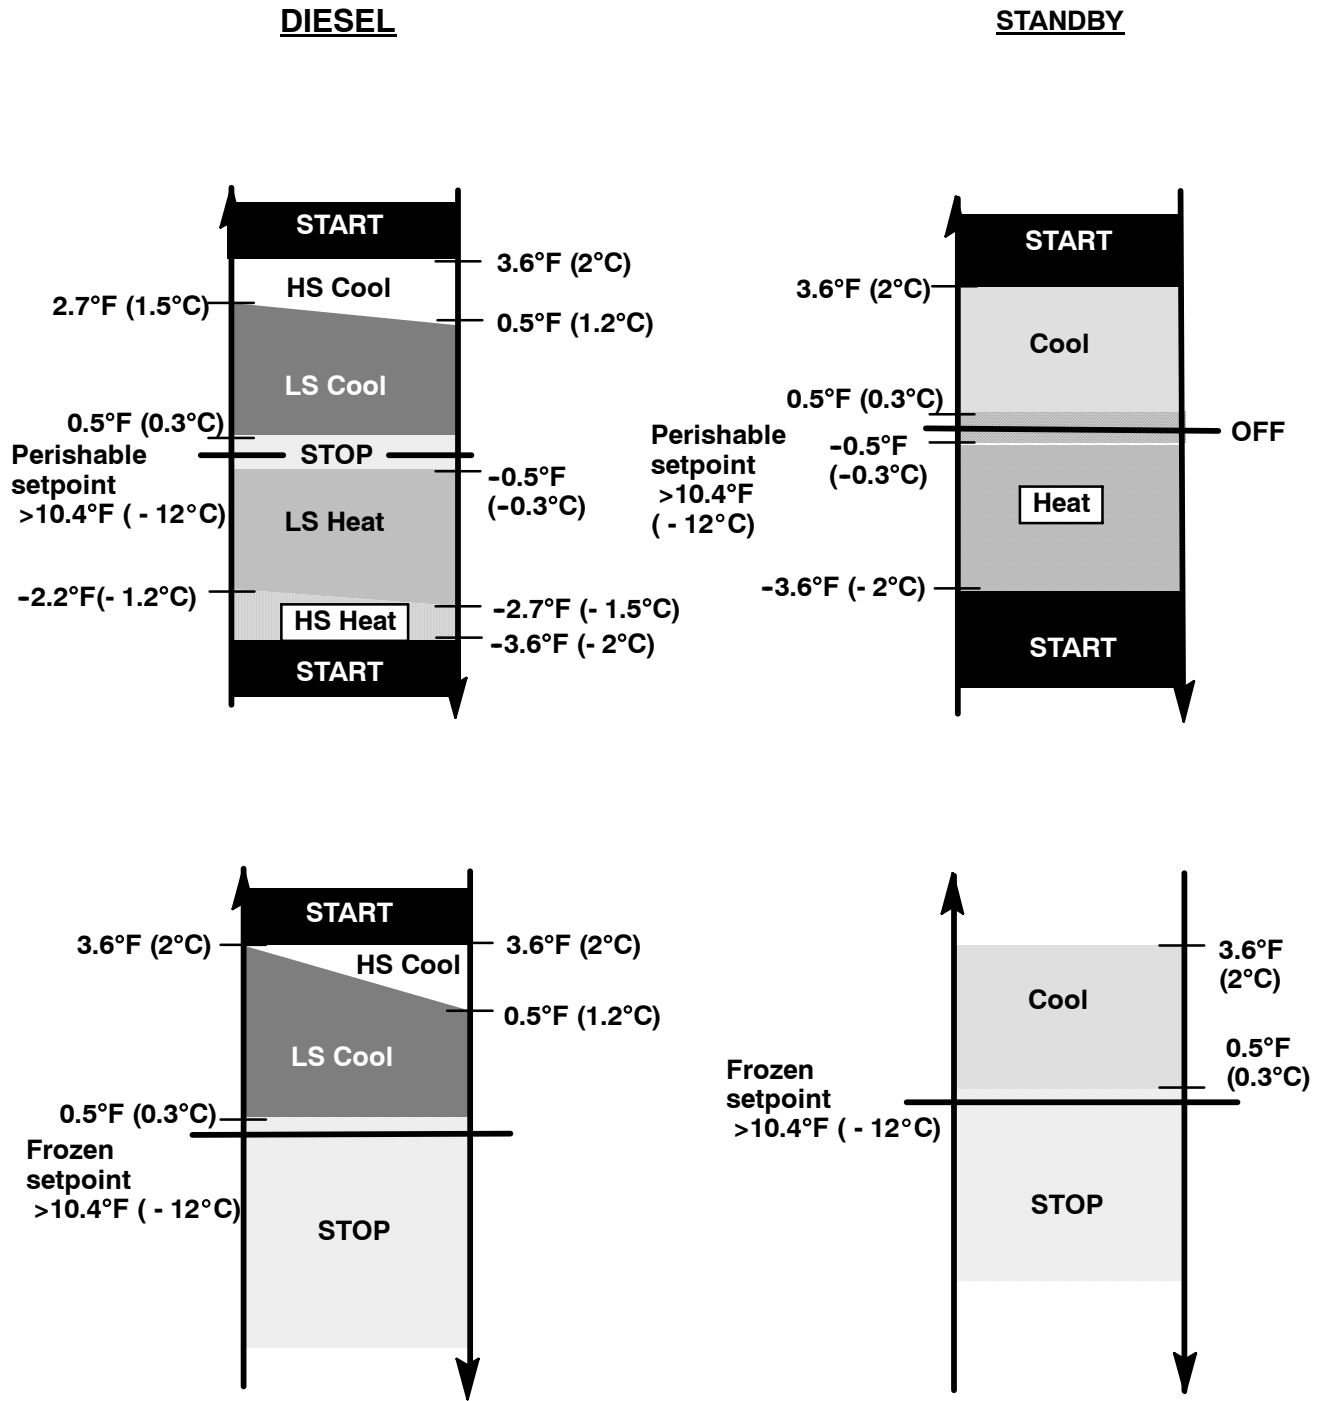 DIESEL
STANDBY
START
3.6°F (2°C)
HS Cool
2.7°F (1.5°C)
0.5°F (1.2°C)
LS Cool
0.5°F (0.3°C)
Perishable
setpoint
>10.4°F ( - 12°C)
STOP
--0.5°F
(--0.3°C)
LS Heat
--2.2°F(- 1.2°C)
--2.7°F (- 1.5°C)
HS Heat
--3.6°F (- 2°C)
START
START
3.6°F (2°C)
Cool
0.5°F (0.3°C)
Perishable
setpoint
>10.4°F
( - 12°C)
OFF
--0.5°F
(--0.3°C)
Heat
--3.6°F (- 2°C)
START
START
3.6°F (2°C)
3.6°F (2°C)
HS Cool
0.5°F (1.2°C)
LS Cool
0.5°F (0.3°C)
Frozen
setpoint
>10.4°F ( - 12°C)
STOP
3.6°F
(2°C)
Cool
0.5°F
(0.3°C)
Frozen
setpoint
>10.4°F ( - 12°C)
STOP